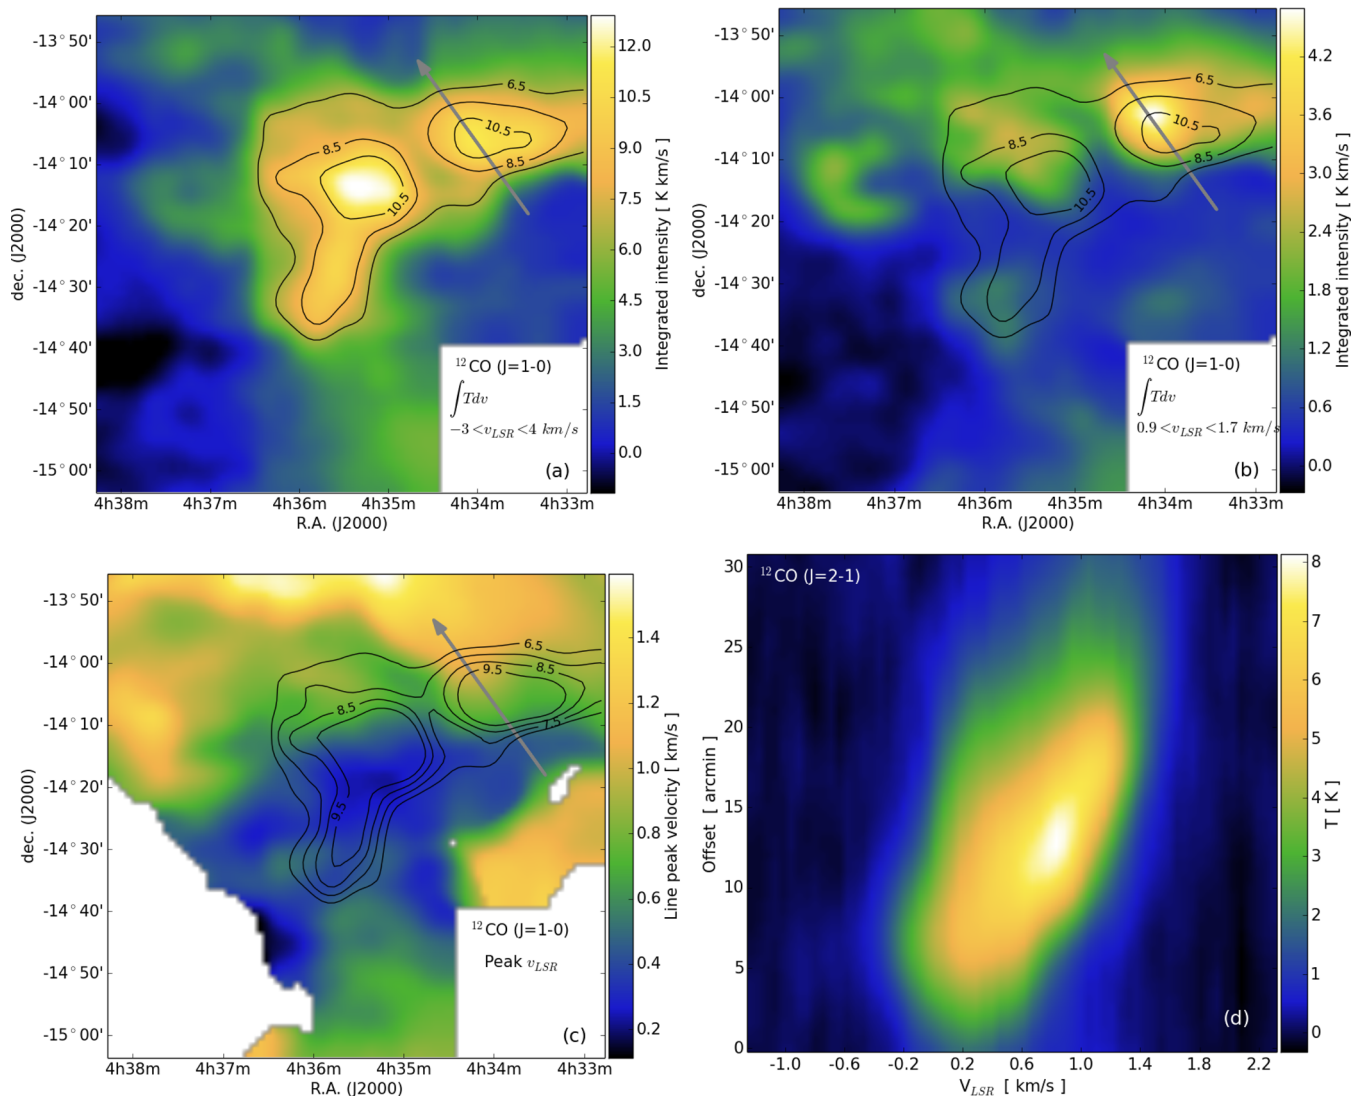 -13°50'
-14°00'
-14°10'
-14°20'
-14°30'
-14°40'
-14°50'
-15°00'
dec. (J2000)
4h38m 4h37m 4h36m 4h35m 4h34m 4h33m
R.A. (J2000)
6.5
10.5
8.5
8.5
10.5
12CO (J=1-0)
∫Tdv
−3<vLSR<4 km/s
(a)
12.0
10.5
9.0
7.5
6.0
4.5
3.0
1.5
0.0
Integrated intensity [ K km/s]
-13°50'
-14°00'
-14°10'
-14°20'
-14°30'
-14°40'
-14°50'
-15°00'
dec. (J2000)
4h38m 4h37m 4h36m 4h35m 4h34m 4h33m
R.A. (J2000)
6.5
10.5
8.5
8.5
10.5
12CO (J=1-0)
∫Tdv
0.9<vLSR<1.7 km/s
(b)
4.2
3.6
3.0
2.4
1.8
1.2
0.6
0.0
Integrated intensity [ K km/s]
-13°50'
-14°00'
-14°10'
-14°20'
-14°30'
-14°40'
-14°50'
-15°00'
dec. (J2000)
4h38m 4h37m 4h36m 4h35m 4h34m 4h33m
R.A. (J2000)
6.5
9.5
8.5
8.5
7.5
9.5
12CO (J=1-0)
Peak vLSR
(c)
1.4
1.2
1.0
0.8
0.6
0.4
0.2
Line peak velocity [ km/s]
12CO (J=2-1)
30
25
20
15
10
5
0
Offset [ arcmin ]
-1.0 -0.6 -0.2 0.2 0.6 1.0 1.4 1.8 2.2
VLSR [ km/s ]
(d)
8
7
6
5
4
3
2
1
0
T [ K]